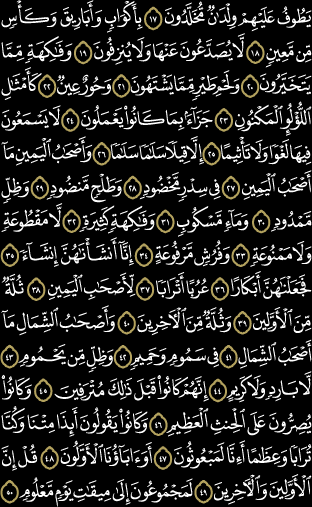 يَطُوفُ عَلَيۡهِمۡ وِلۡدَٰنٞ مُّخَلَّدُونَ ١٧ بِأَكۡوَابٖ وَأَبَارِيقَ وَكَأۡسٖ
مِّن مَّعِينٖ ١٨ لَّا يُصَدَّعُونَ عَنۡهَا وَلَا يُنزِفُونَ ١٩ وَفَٰكِهَةٖ مِّمَّا
يَتَخَيَّرُونَ ٢٠ وَلَحۡمِ طَيۡرٖ مِّمَّا يَشۡتَهُونَ ٢١ وَحُورٌ عِينٞ ٢٢ كَأَمۡثَٰلِ
ٱللُّؤۡلُوِٕ ٱلۡمَكۡنُونِ ٢٣ جَزَآءَۢ بِمَا كَانُواْ يَعۡمَلُونَ ٢٤ لَا يَسۡمَعُونَ
فِيهَا لَغۡوٗا وَلَا تَأۡثِيمًا ٢٥ إِلَّا قِيلٗا سَلَٰمٗا سَلَٰمٗا ٢٦ وَأَصۡحَٰبُ ٱلۡيَمِينِ مَآ
أَصۡحَٰبُ ٱلۡيَمِينِ ٢٧ فِي سِدۡرٖ مَّخۡضُودٖ ٢٨ وَطَلۡحٖ مَّنضُودٖ ٢٩ وَظِلّٖ
مَّمۡدُودٖ ٣٠ وَمَآءٖ مَّسۡكُوبٖ ٣١ وَفَٰكِهَةٖ كَثِيرَةٖ ٣٢ لَّا مَقۡطُوعَةٖ
وَلَا مَمۡنُوعَةٖ ٣٣ وَفُرُشٖ مَّرۡفُوعَةٍ ٣٤ إِنَّآ أَنشَأۡنَٰهُنَّ إِنشَآءٗ ٣٥
فَجَعَلۡنَٰهُنَّ أَبۡكَارًا ٣٦ عُرُبًا أَتۡرَابٗا ٣٧ لِّأَصۡحَٰبِ ٱلۡيَمِينِ ٣٨ ثُلَّةٞ
مِّنَ ٱلۡأَوَّلِينَ ٣٩ وَثُلَّةٞ مِّنَ ٱلۡأٓخِرِينَ ٤٠ وَأَصۡحَٰبُ ٱلشِّمَالِ مَآ
أَصۡحَٰبُ ٱلشِّمَالِ ٤١ فِي سَمُومٖ وَحَمِيمٖ ٤٢ وَظِلّٖ مِّن يَحۡمُومٖ ٤٣
لَّا بَارِدٖ وَلَا كَرِيمٍ ٤٤ إِنَّهُمۡ كَانُواْ قَبۡلَ ذَٰلِكَ مُتۡرَفِينَ ٤٥ وَكَانُواْ
يُصِرُّونَ عَلَى ٱلۡحِنثِ ٱلۡعَظِيمِ ٤٦ وَكَانُواْ يَقُولُونَ أَئِذَا مِتۡنَا وَكُنَّا
تُرَابٗا وَعِظَٰمًا أَءِنَّا لَمَبۡعُوثُونَ ٤٧ أَوَءَابَآؤُنَا ٱلۡأَوَّلُونَ ٤٨ قُلۡ إِنَّ
ٱلۡأَوَّلِينَ وَٱلۡأٓخِرِينَ ٤٩ لَمَجۡمُوعُونَ إِلَىٰ مِيقَٰتِ يَوۡمٖ مَّعۡلُومٖ ٥٠